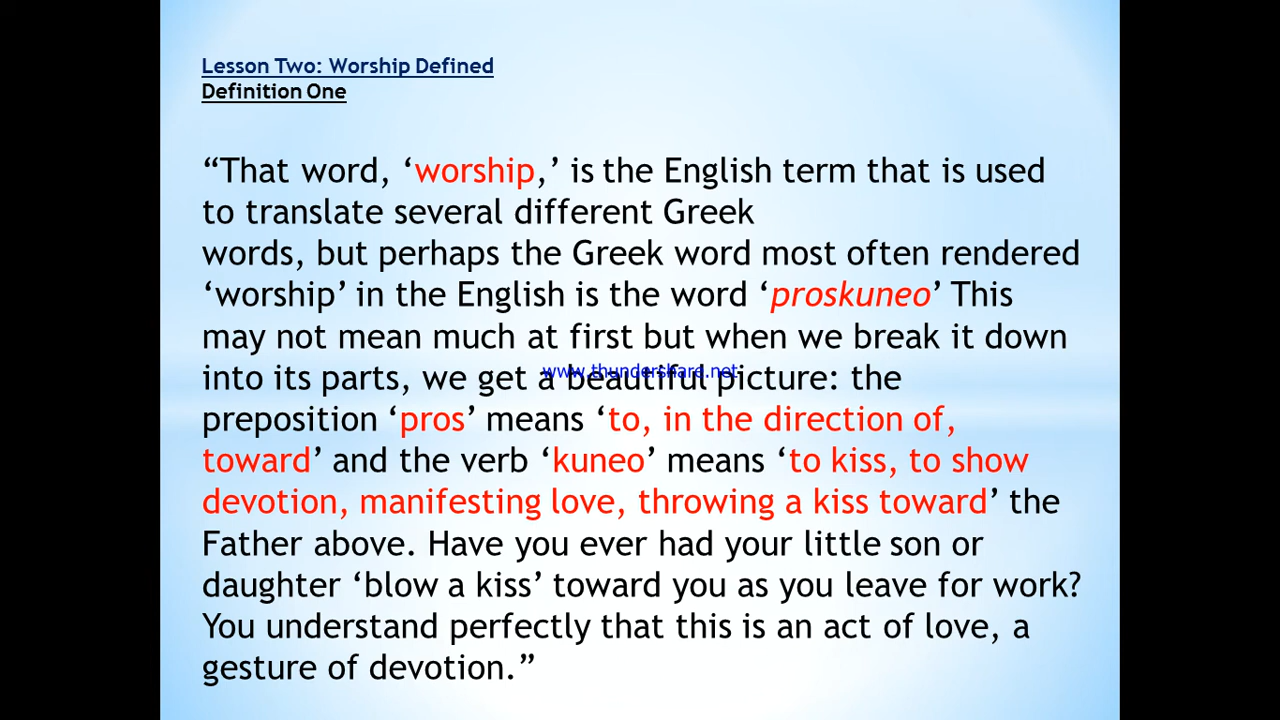 Lesson Two: Worship Defined
Definition One
“That word, ‘worship,’ is the English term that is used
to translate several different Greek
words, but perhaps the Greek word most often rendered
‘worship’ in the English is the word ‘proskuneo’ This
may not mean much at first but when we break it down
www.thundershare.net
into its parts, we get a beautiful picture: the
preposition ‘pros’ means ‘to, in the direction of,
toward’ and the verb ‘kuneo’ means ‘to kiss, to show
devotion, manifesting love, throwing a kiss toward’ the
Father above. Have you ever had your little son or
daughter ‘blow a kiss’ toward you as you leave for work?
You understand perfectly that this is an act of love, a
gesture of devotion.”